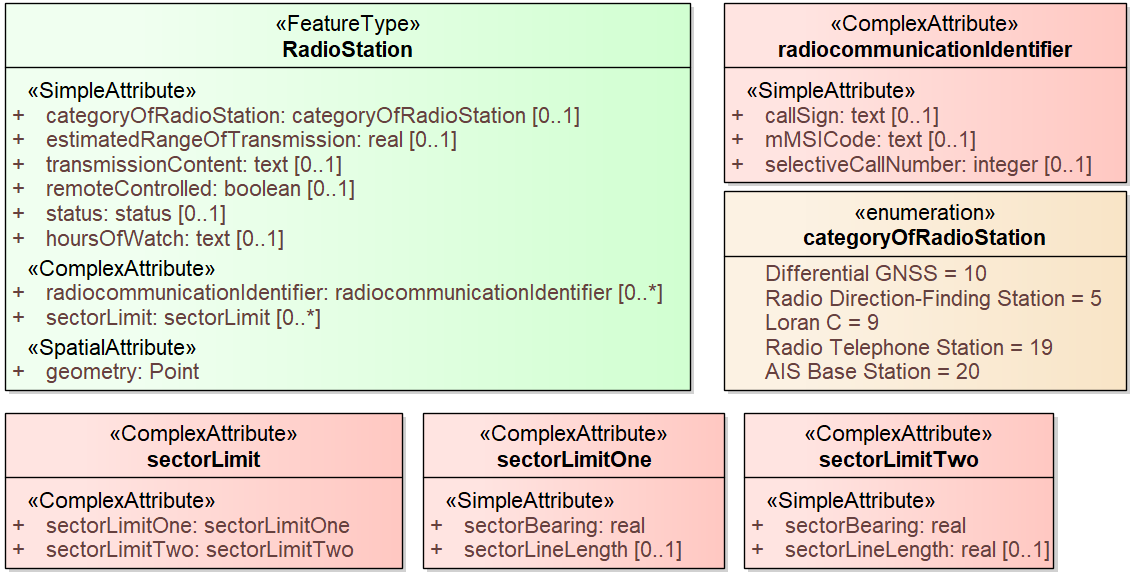 «FeatureType»
RadioStation
«SimpleAttribute»
+ categoryOfRadioStation: categoryOfRadioStation [0..1]
+ estimatedRangeOfTransmission: real [0..1]
+ transmissionContent: text [0..1]
+ remoteControlled: boolean [0..1]
+ status: status [0..1]
+ hoursOfWatch: text [0..1]
«ComplexAttribute»
+ radiocommunicationIdentifier: radiocommunicationIdentifier [0..*]
+ sectorLimit: sectorLimit [0..*]
«SpatialAttribute»
+ geometry: Point
«ComplexAttribute»
radiocommunicationIdentifier
«SimpleAttribute»
+ callSign: text [0..1]
+ mMSICode: text [0..1]
+ selectiveCallNumber: integer [0..1]
«enumeration»
categoryOfRadioStation
Differential GNSS = 10
Radio Direction-Finding Station = 5
Loran C = 9
Radio Telephone Station = 19
AIS Base Station = 20
«ComplexAttribute»
sectorLimit
«ComplexAttribute»
+ sectorLimitOne: sectorLimitOne
+ sectorLimitTwo: sectorLimitTwo
«ComplexAttribute»
sectorLimitOne
«SimpleAttribute»
+ sectorBearing: real
+ sectorLineLength [0..1]
«ComplexAttribute»
sectorLimitTwo
«SimpleAttribute»
+ sectorBearing: real
+ sectorLineLength: real [0..1]